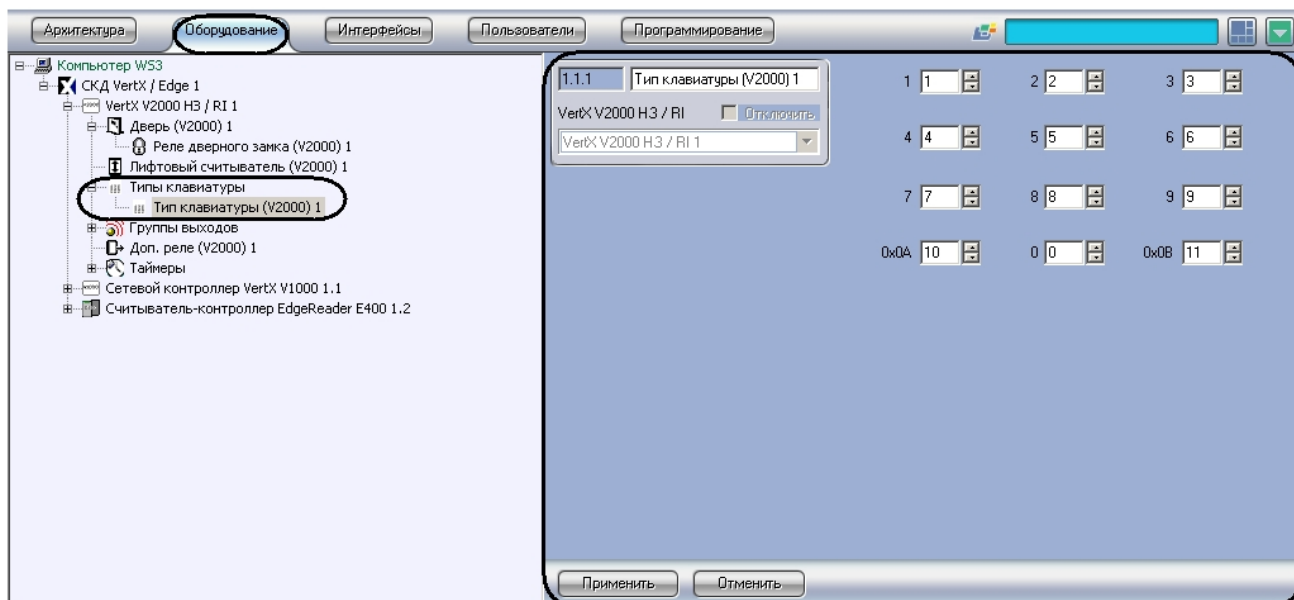 Архитектура Оборудование Интерфейсы Пользователи Программирование
Компьютер WS3
СКД VertX / Edge 1
VertX V2000 H3 / RI 1
Дверь (V2000) 1
Реле дверного замка (V2000) 1
Лифтовый считыватель (V2000) 1
Типы клавиатуры
Тип клавиатуры (V2000) 1
Группы выходов
Доп. реле (V2000) 1
Таймеры
Сетевой контроллер VertX V1000 1.1
Считыватель-контроллер EdgeReader E400 1.2
1.1.1 Тип клавиатуры (V2000) 1
VertX V2000 H3 / RI Отключить
VertX V2000 H3 / RI 1
1 1 2 2 3 3
4 4 5 5 6 6
7 7 8 8 9 9
0x0A 10 0 0 0x0B 11
Применить Отменить